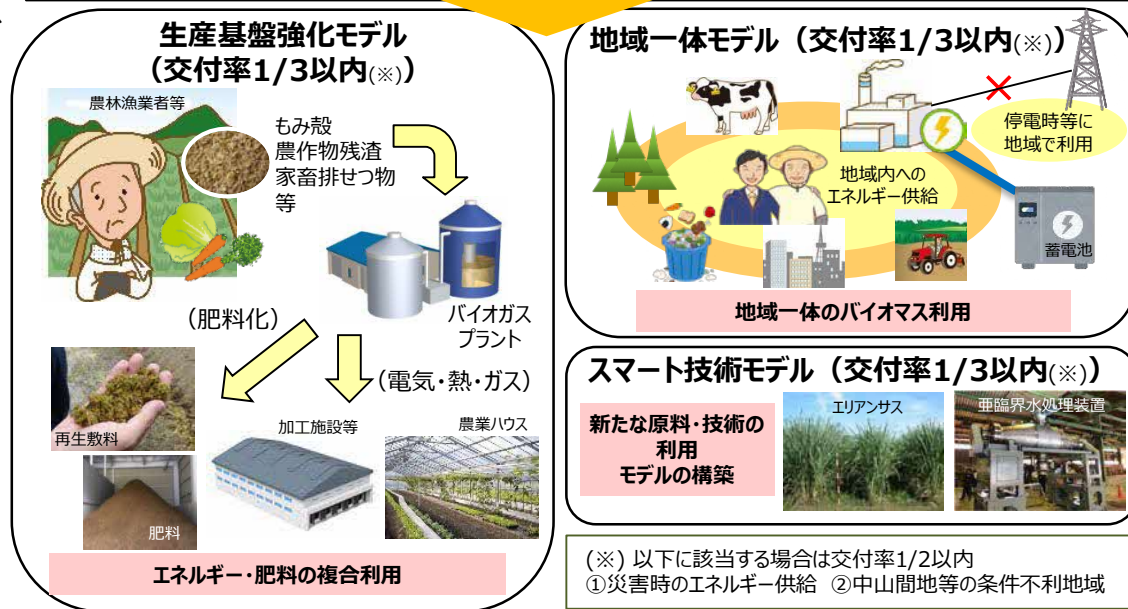 生産基盤強化モデル
（交付率1/3以内(※)）
農林漁業者等
もみ殻
農作物残渣
家畜排せつ物
等
バイオガス
プラント
（肥料化）
（電気・熱・ガス）
再生敷料
加工施設等
農業ハウス
肥料
エネルギー・肥料の複合利用
地域一体モデル（交付率1/3以内(※)）
停電時等に
地域で利用
地域内への
エネルギー供給
蓄電池
地域一体のバイオマス利用
スマート技術モデル（交付率1/3以内(※)）
新たな原料・技術の
利用
モデルの構築
エリアンサス
亜臨界水処理装置
(※) 以下に該当する場合は交付率1/2以内
①災害時のエネルギー供給 ②中山間地等の条件不利地域